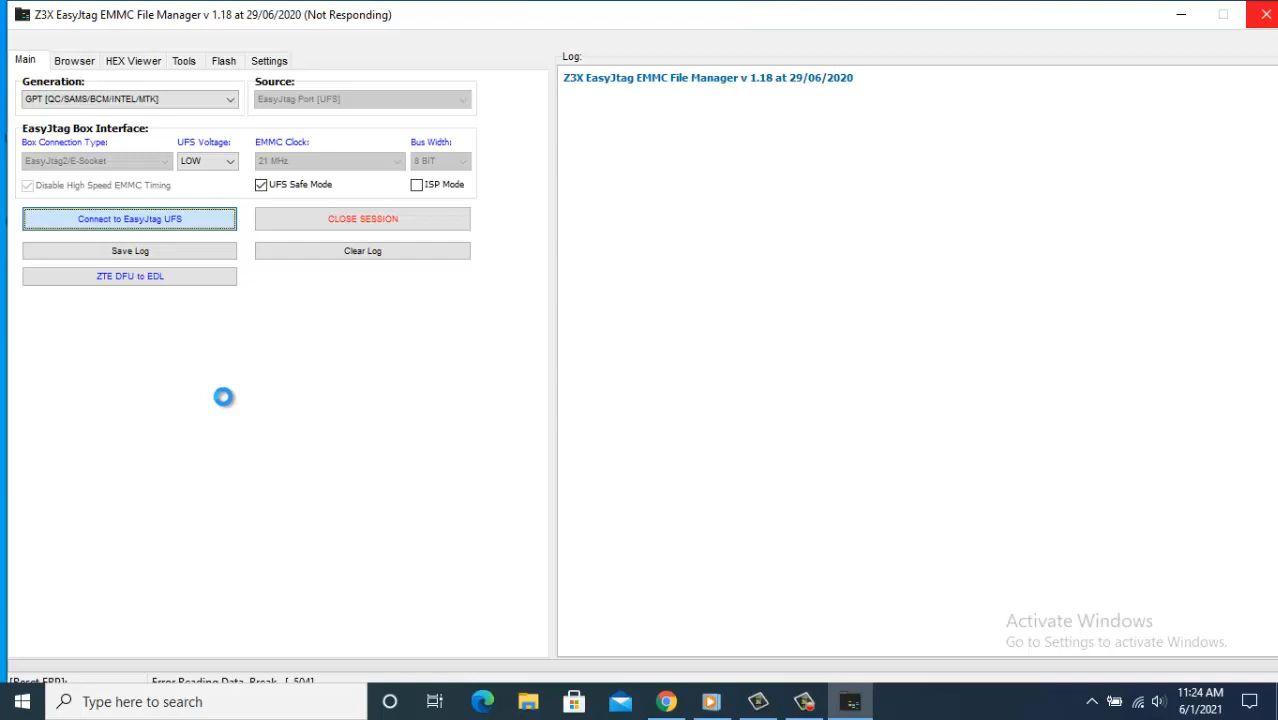 Z3X EasyJtag EMMC File Manager v 1.18 at 29/06/2020 (Not Responding)
Main Browser HEX Viewer Tools Flash Settings
Generation: Source:
GPT [QC/SAMS/BCM/INTEL/MTK] EasyJtag Port [UFS]
EasyJtag Box Interface:
Box Connection Type: UFS Voltage: EMMC Clock: Bus Width:
EasyJtag2/E-Socket LOW 21 MHz 8 BiT
Disable High Speed EMMC Timing UFS Safe Mode ISP Mode
Connect to EasyJtag UFS CLOSE SESSION
Save Log Clear Log
ZTE DFU to EDL
Log:
Z3X EasyJtag EMMC File Manager v 1.18 at 29/06/2020
Activate Windows
Go to Settings to activate Windows.
Error Reading Data. Break. [-504]
Type here to search
11:24 AM
6/1/2021